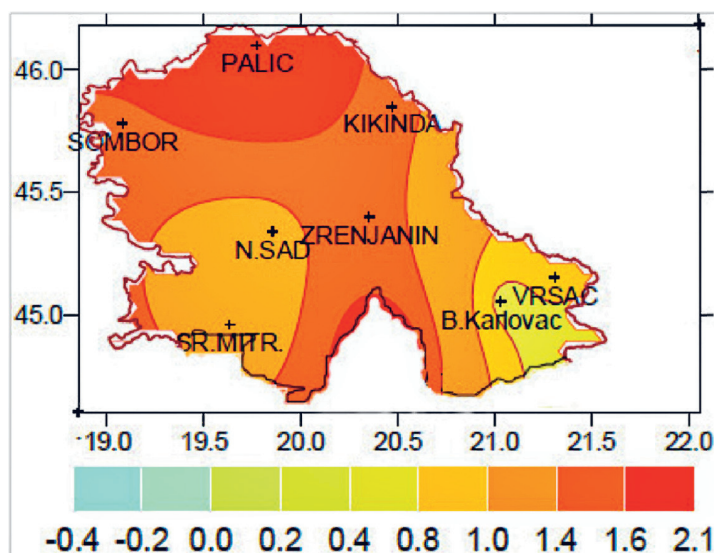 46.0
PALIC
KIKINDA
SOMBOR
45.5
ZRENJANIN
N.SAD
VRSAC
45.0
B.Karlovac
SR.MITR.
19.0 19.5 20.0 20.5 21.0 21.5 22.0
-0.4 -0.2 0.0 0.2 0.4 0.8 1.0 1.4 1.6 2.1